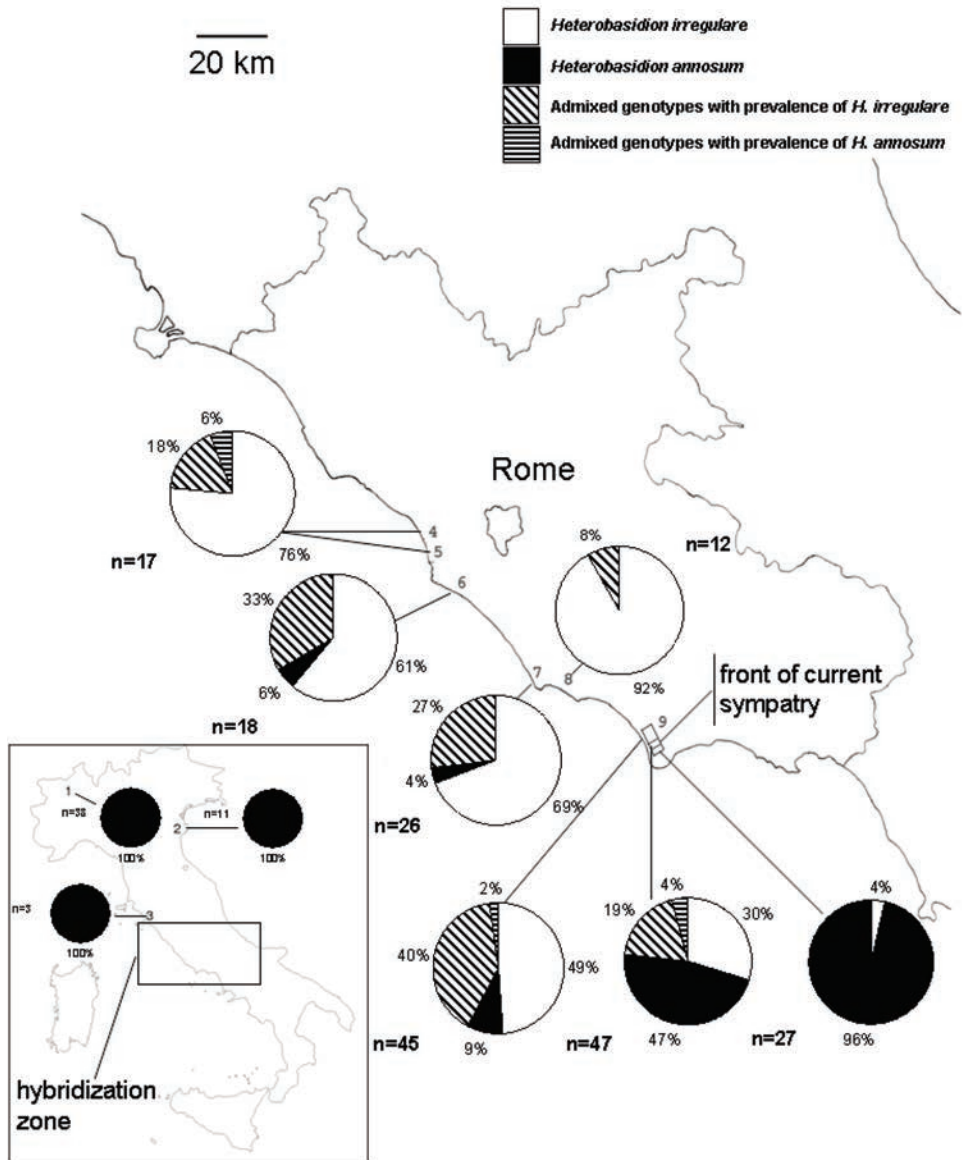 20 km
Heterobasidion irregulare
Heterobasidion annosum
Admixed genotypes with prevalence of H. irregulare
Admixed genotypes with prevalence of H. annosum
6%
18%
76%
n=17
4
5
6
Rome
33%
61%
6%
n=18
8%
n=12
92%
7
8
27%
4%
69%
n=26
front of current
sympatry
9
2%
40%
49%
9%
n=45
4%
19%
30%
47%
n=47
4%
96%
n=27
1
n=38
100%
2
n=11
100%
n=3
3
100%
hybridization
zone